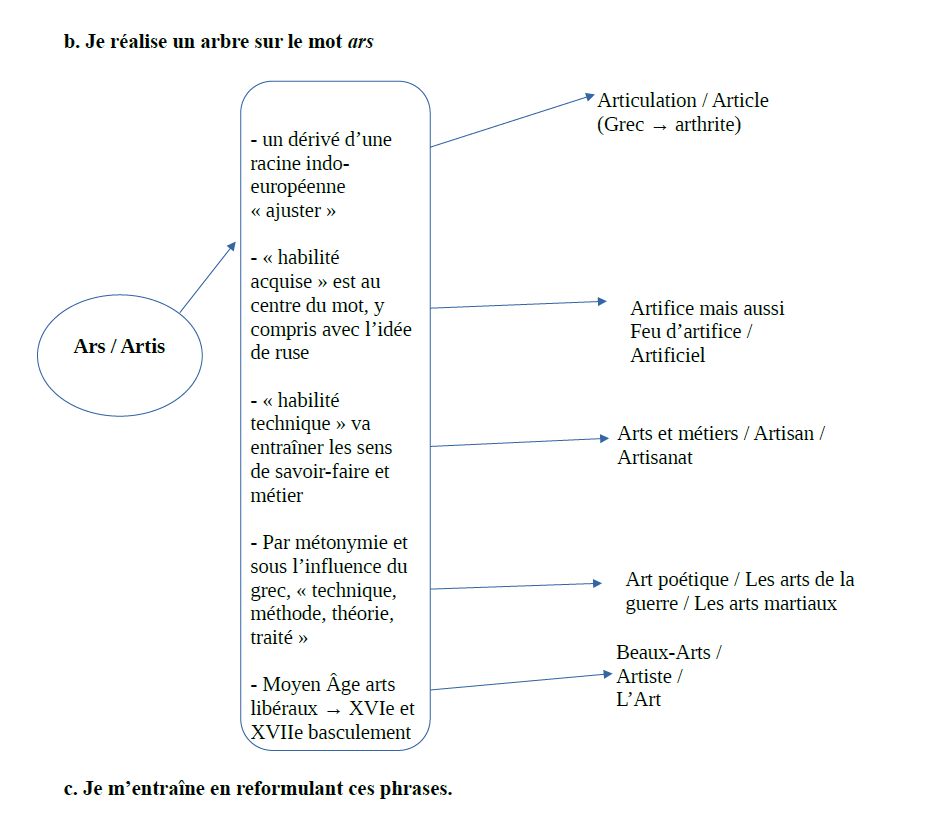 b. Je réalise un arbre sur le mot ars
Ars / Artis
- un dérivé d’une
racine indo-
européenne
« ajuster »
- « habilité
acquise » est au
centre du mot, y
compris avec l’idée
de ruse
- « habilité
technique » va
entraîner les sens
de savoir-faire et
métier
- Par métonymie et
sous l’influence du
grec, « technique,
méthode, théorie,
traité »
- Moyen Âge arts
libéraux → XVIe et
XVIIe basculement
Articulation / Article
(Grec → arthrite)
Artifice mais aussi
Feu d’artifice /
Artificiel
Arts et métiers / Artisan /
Artisanat
Art poétique / Les arts de la
guerre / Les arts martiaux
Beaux-Arts /
Artiste /
L’Art
c. Je m’entraîne en reformulant ces phrases.